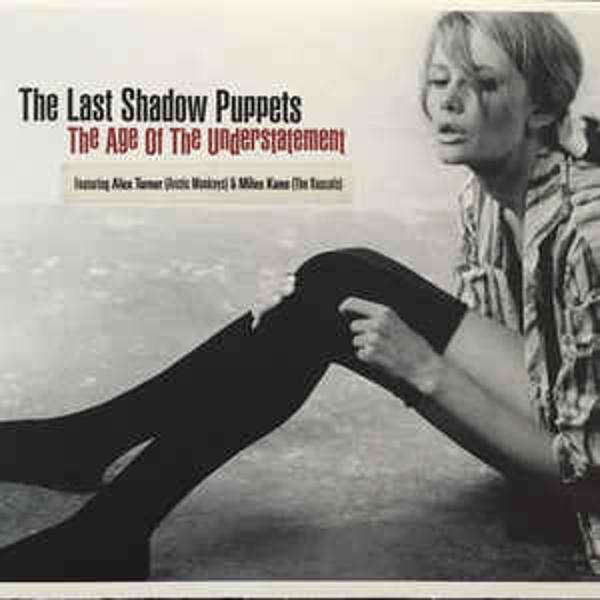 The Last Shadow Puppets
The Age Of The Understatement
Featuring Alex Turner (Arctic Monkeys) & Miles Kane (The Rascals)